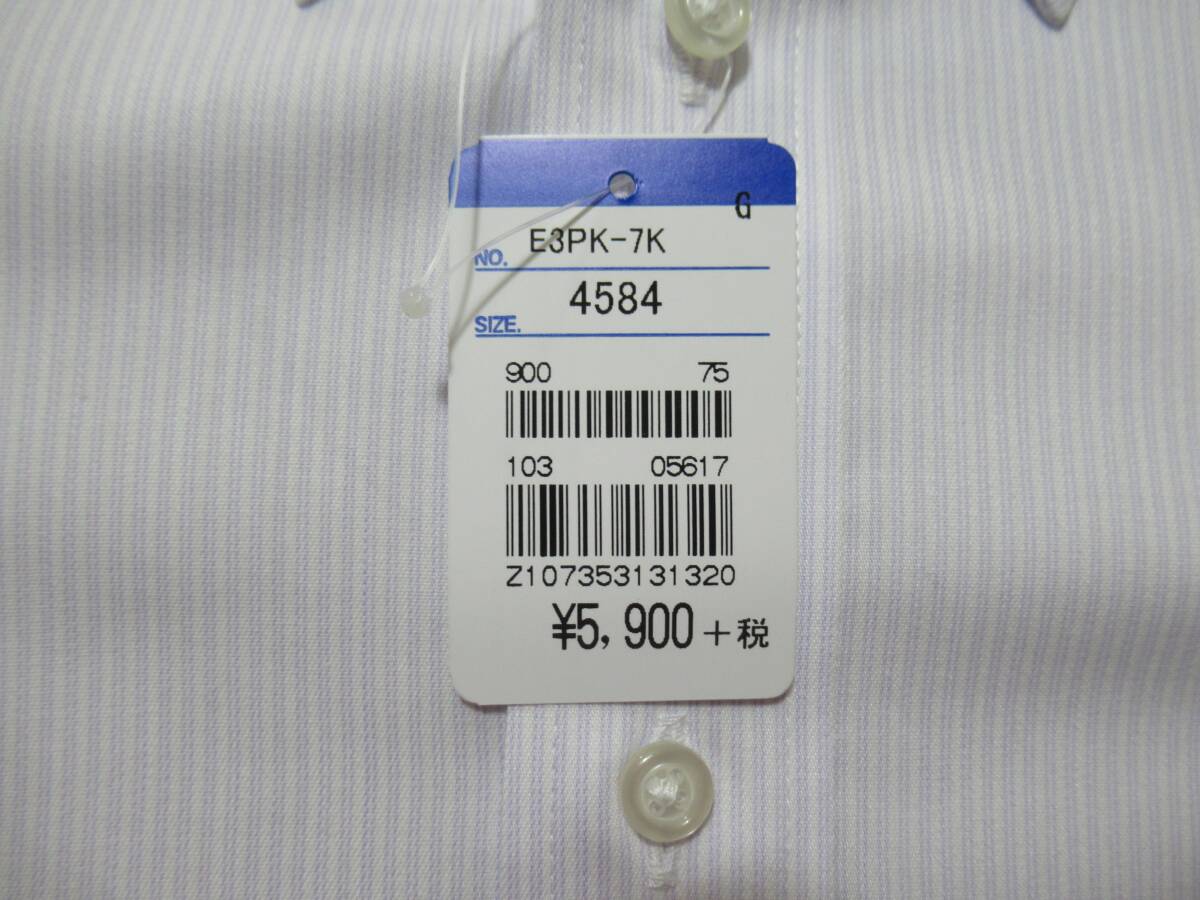 G
NO. E3PK-7K
SIZE. 4584
900 75
103 05617
Z107353131320
¥5,900+税